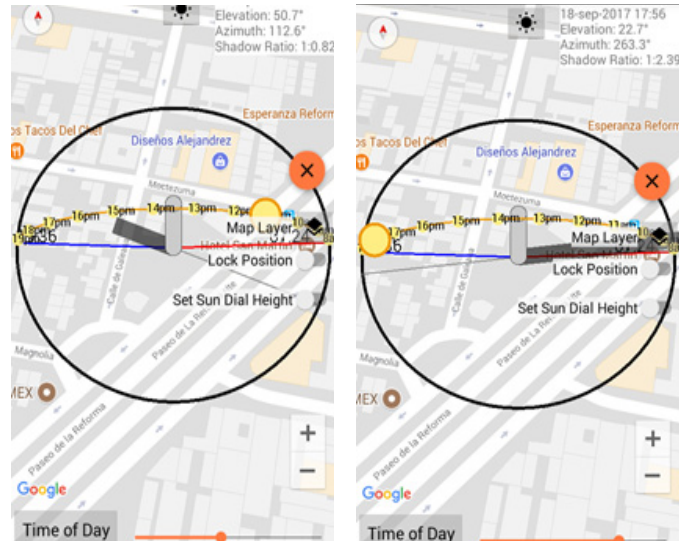 Elevation: 50.7°
Azimuth: 112.6°
Shadow Ratio: 1:0.82
Esperanza Reform
os Tacos Del Chef
Diseños Alejandrez
Moctezuma
17pm 16pm 15pm 14pm 13pm 12p
Map Layer
Lock Position
Calle de Galeana
Set Sun Dial Height
Paseo de la Reforma
Magnolia
MEX
Paseo de la Reforma
+
−
Google
Time of Day
18-sep-2017 17:56
Elevation: 22.7°
Azimuth: 263.3°
Shadow Ratio: 1:2.39
Esperanza Reform
os Tacos Del Chef
Diseños Alejandrez
Moctezuma
17pm 16pm 15pm 14pm 13pm 12pm 11
Map Layer
Lock Position
Set Sun Dial Height
Paseo de la Reforma
Magnolia
MEX
Paseo de la Reforma
+
−
Google
Time of Day